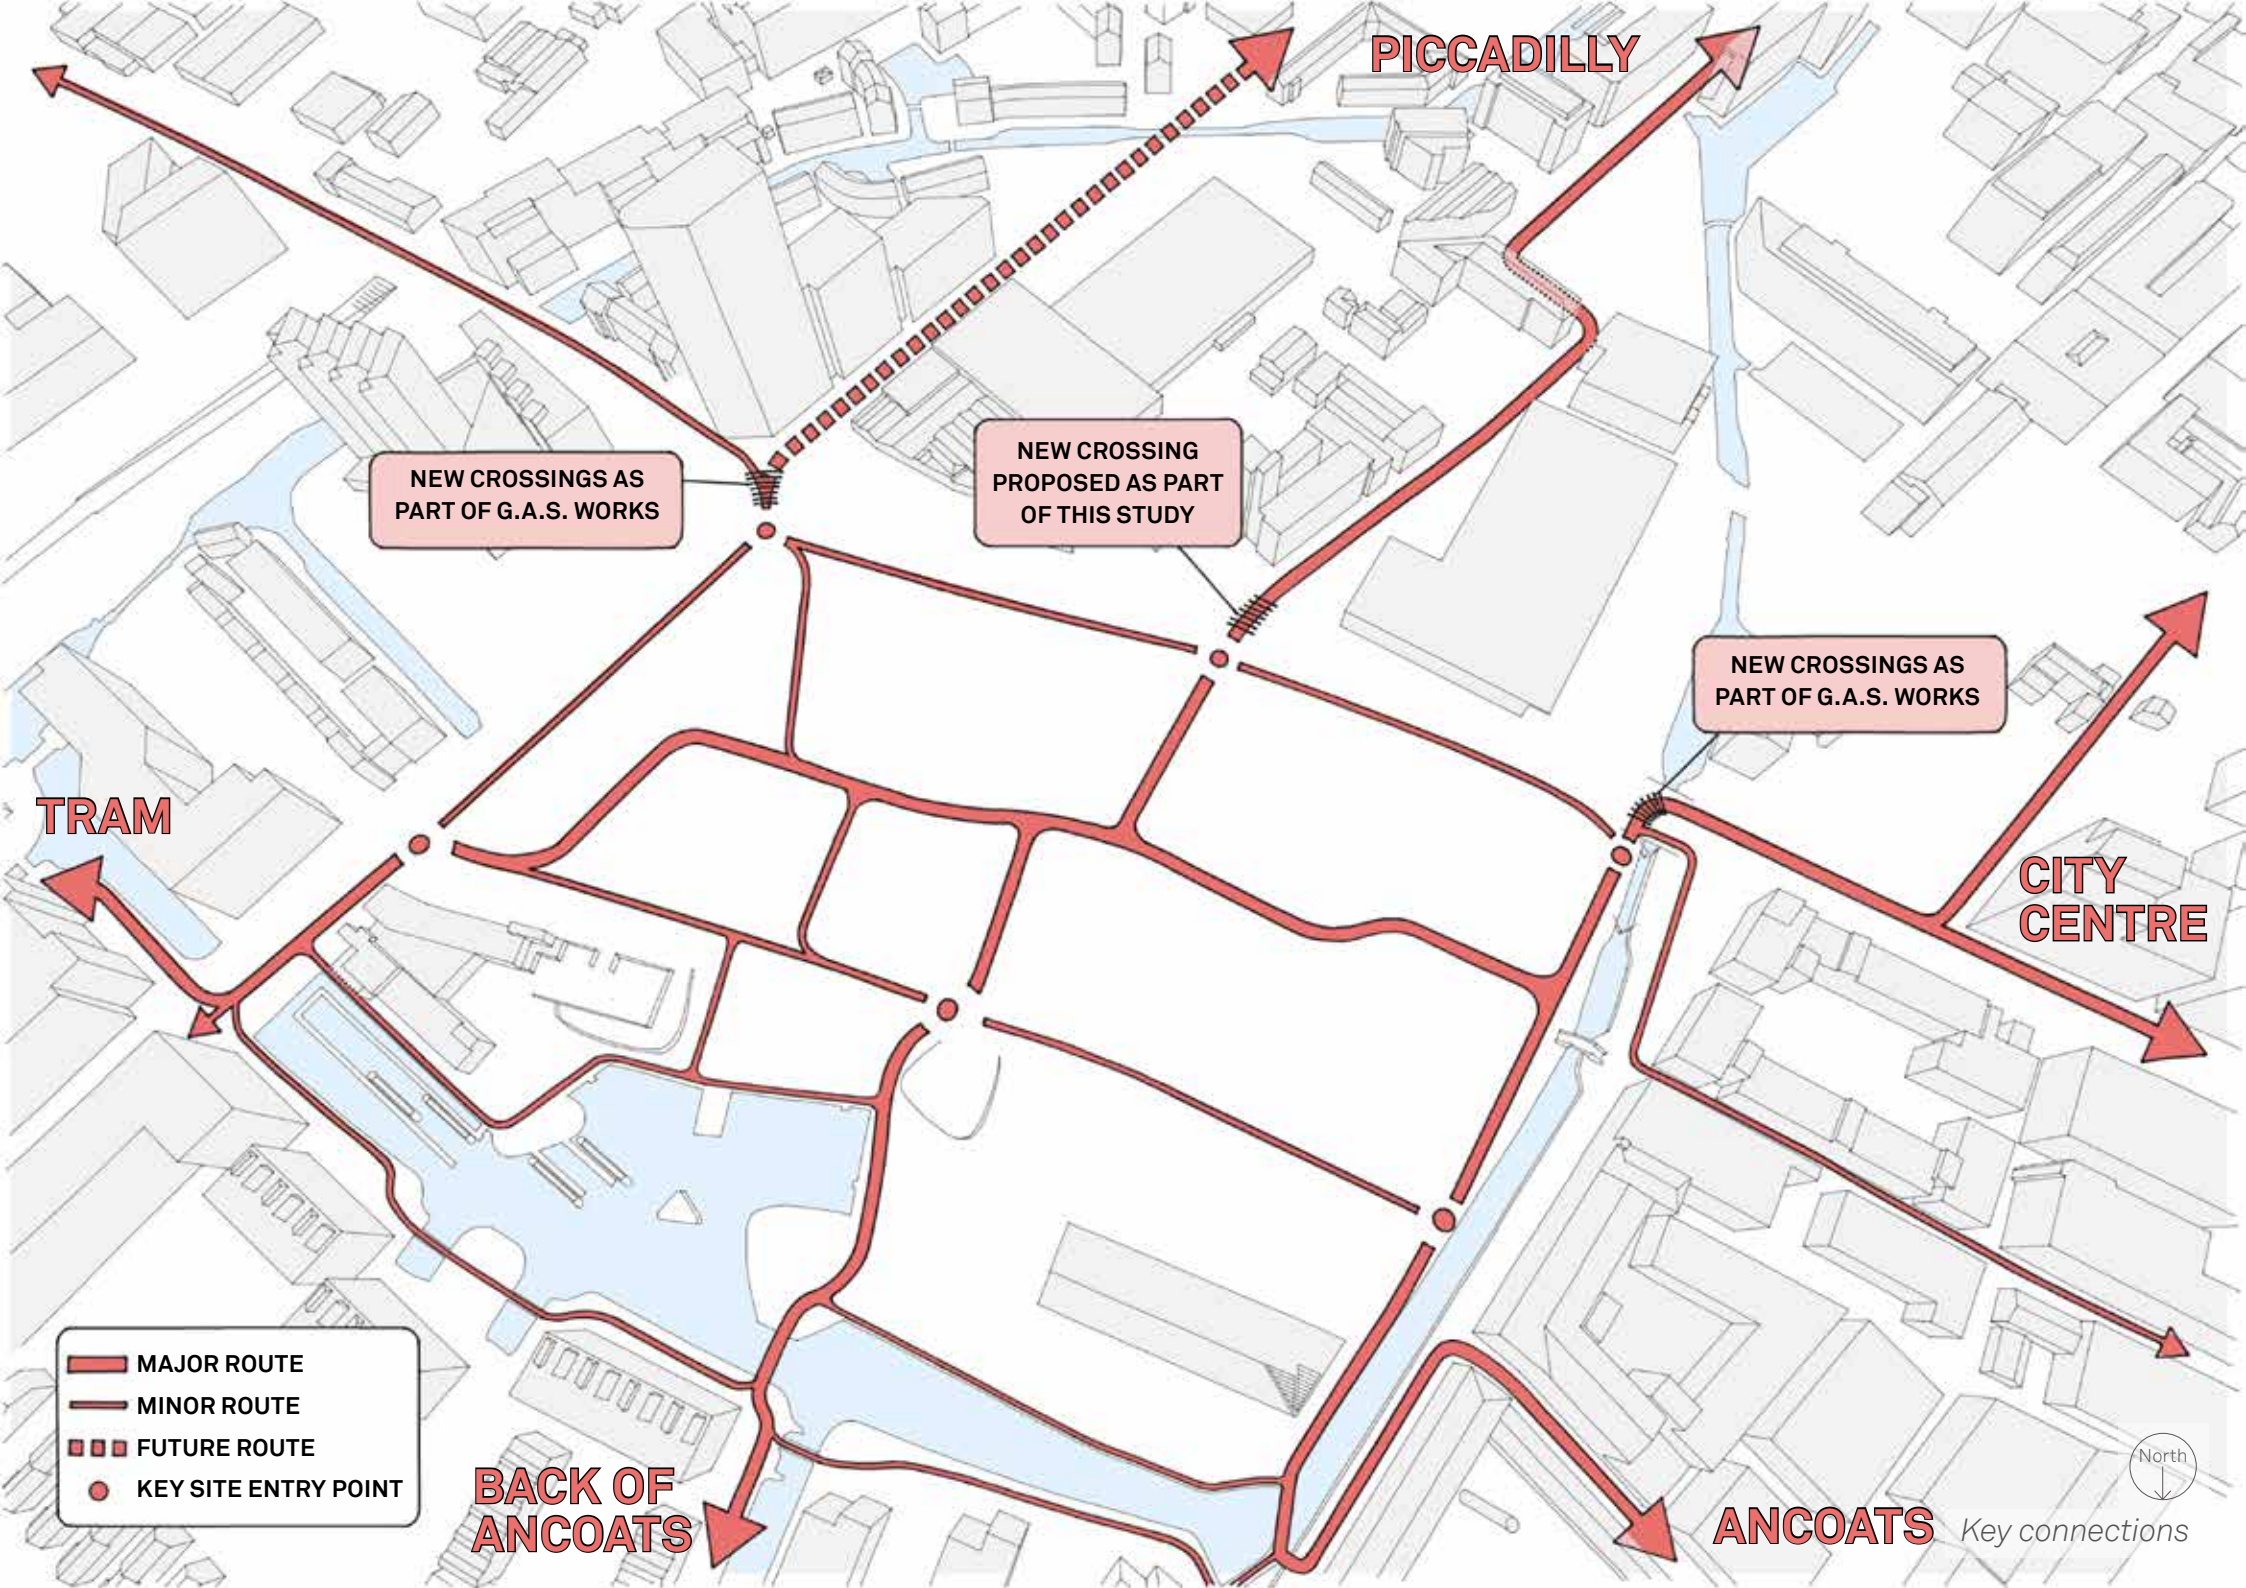 PICCADILLY
NEW CROSSINGS AS
PART OF G.A.S. WORKS
NEW CROSSING
PROPOSED AS PART
OF THIS STUDY
NEW CROSSINGS AS
PART OF G.A.S. WORKS
TRAM
CITY
CENTRE
MAJOR ROUTE
MINOR ROUTE
FUTURE ROUTE
KEY SITE ENTRY POINT
BACK OF
ANCOATS
ANCOATS
North
Key connections